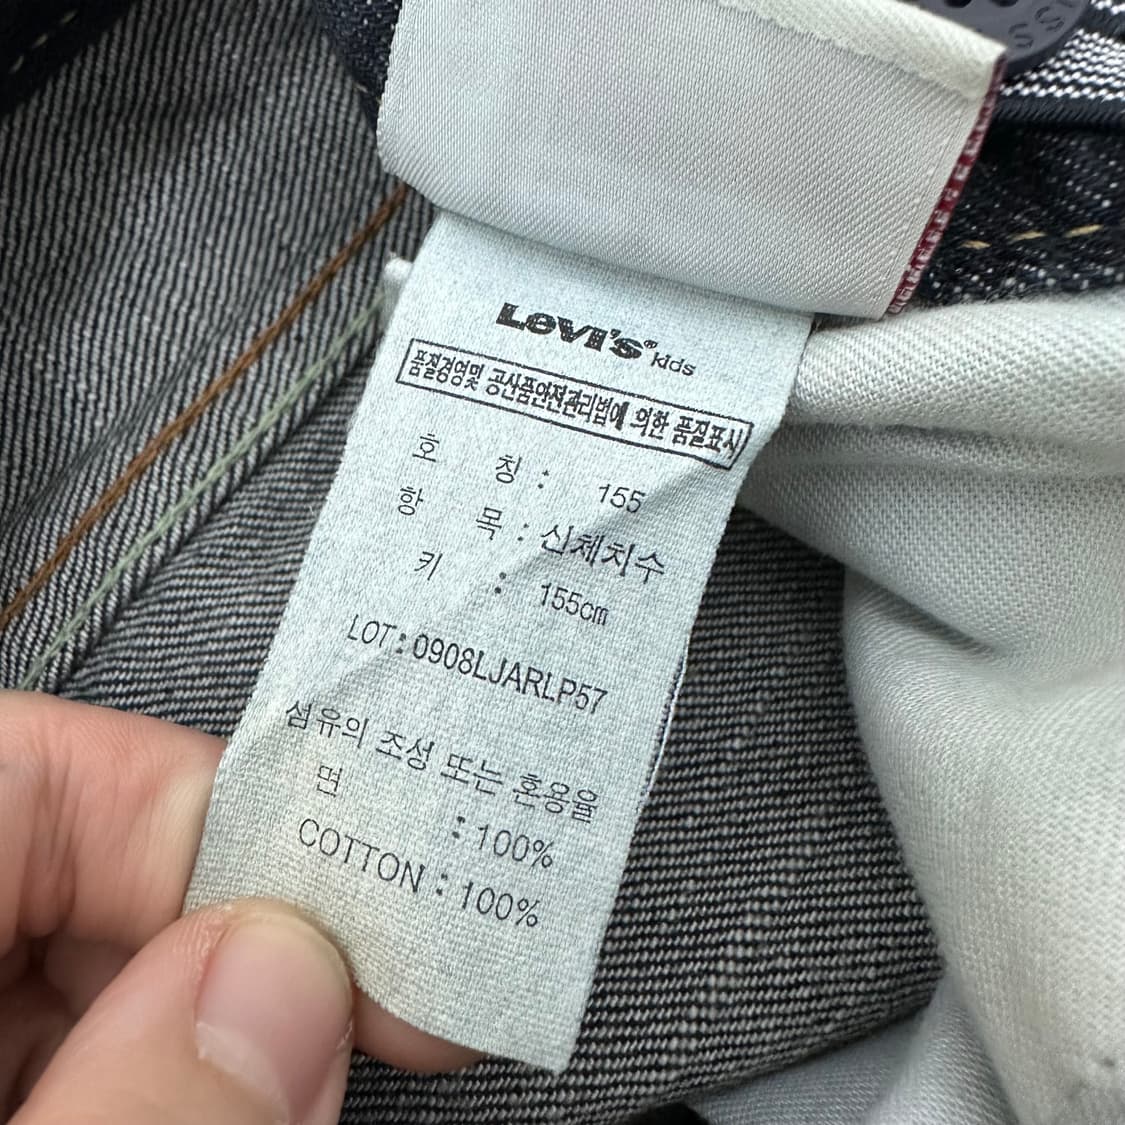 Levi's® kids
품질경영및 공산품안전관리법에 의한 품질표시
호 칭 : 155
항 목 : 신체치수
키 : 155cm
LOT : 0908LJARLP57
섬유의 조성 또는 혼용율
면 : 100%
COTTON : 100%